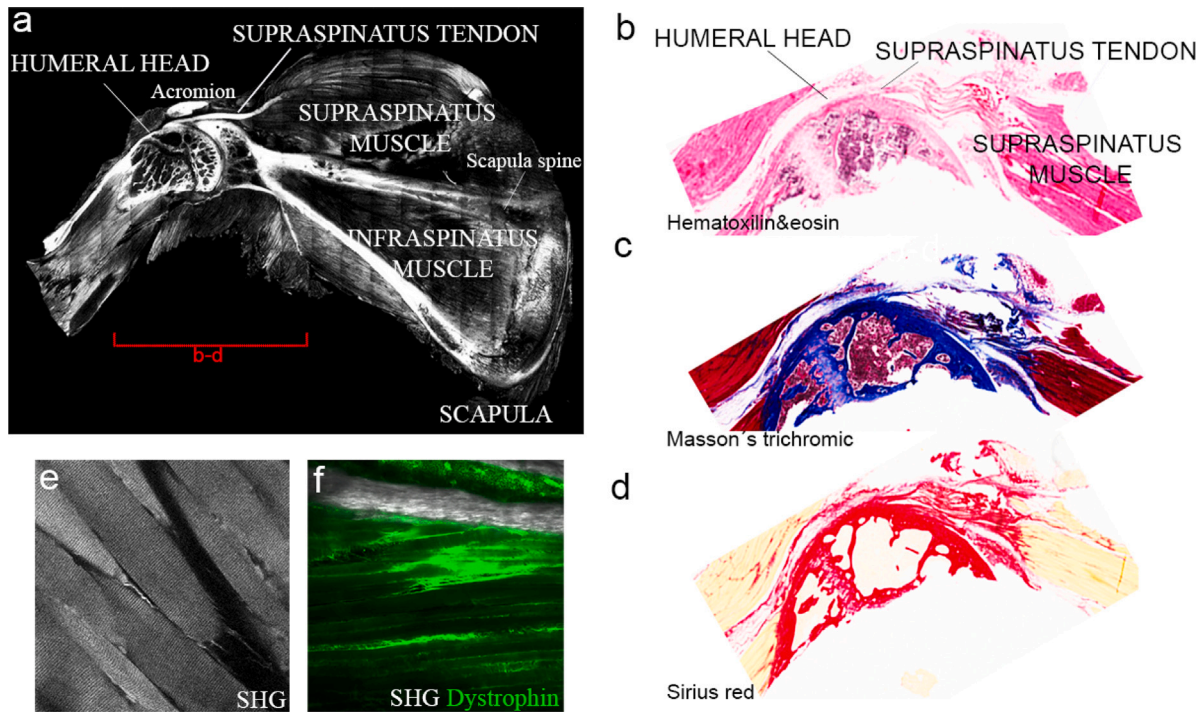 a
SUPRASPINATUS TENDON
HUMERAL HEAD
Acromion
SUPRASPINATUS
MUSCLE
Scapula spine
INFRASPINATUS
MUSCLE
b-d
SCAPULA
b
HUMERAL HEAD
SUPRASPINATUS TENDON
SUPRASPINATUS
MUSCLE
Hematoxilin&eosin
c
Masson´s trichromic
d
Sirius red
e
SHG
f
SHG Dystrophin